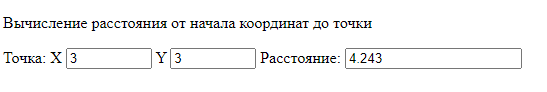 Вычисление расстояния от начала координат до точки
Точка: X 3 Y 3 Расстояние: 4.243